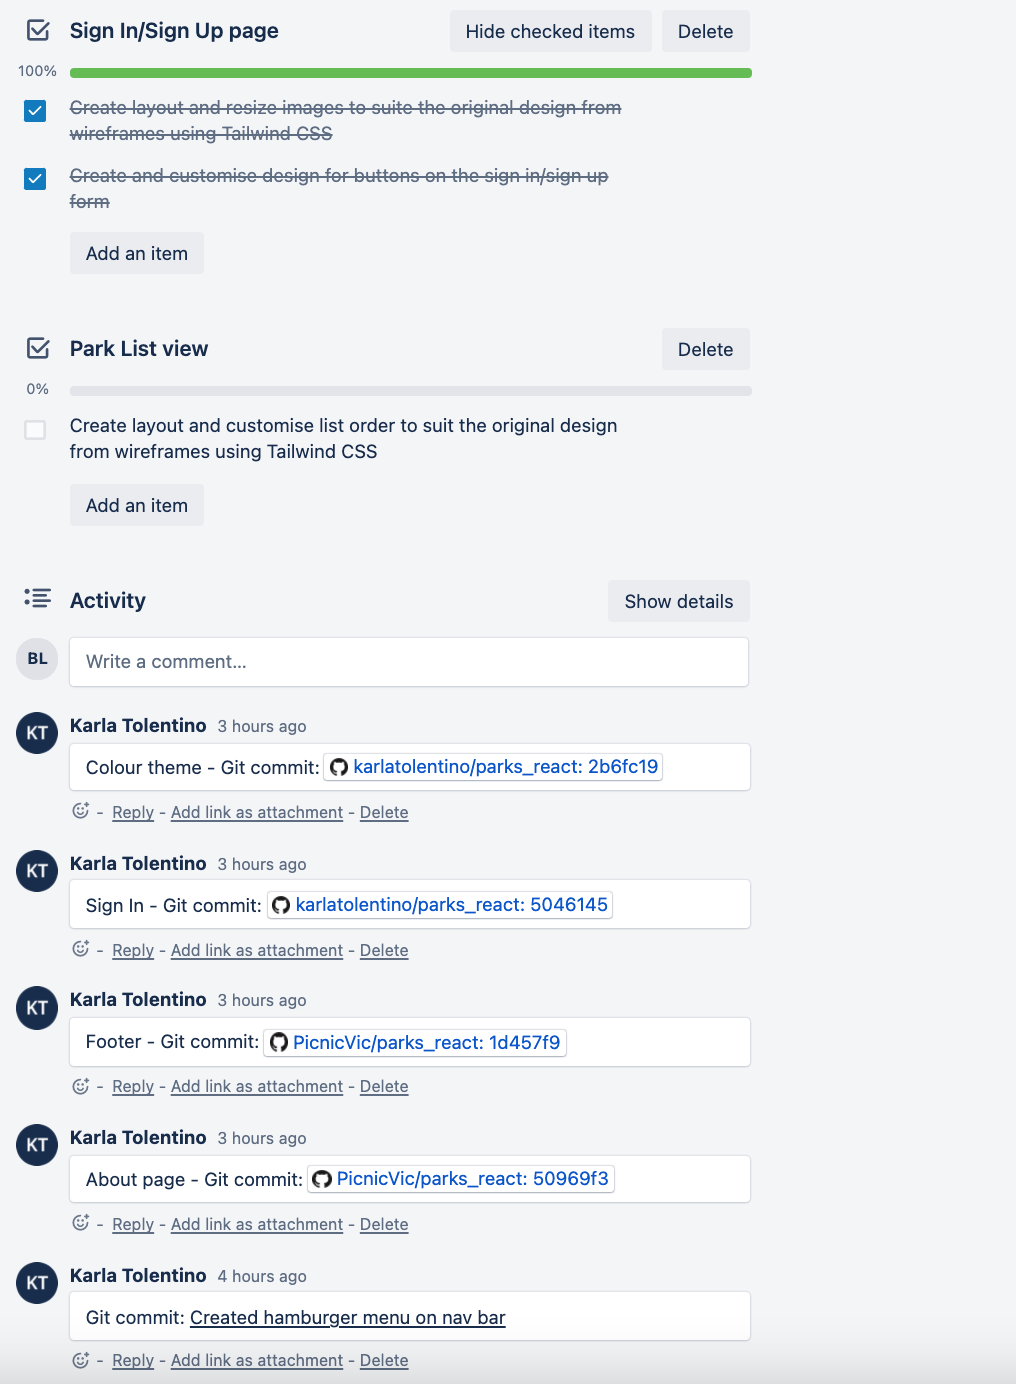 Sign In/Sign Up page
Hide checked items
Delete
100%
Create layout and resize images to suite the original design from
wireframes using Tailwind CSS
Create and customise design for buttons on the sign in/sign up
form
Add an item
Park List view
Delete
0%
Create layout and customise list order to suit the original design
from wireframes using Tailwind CSS
Add an item
Activity
Show details
BL
Write a comment...
KT
Karla Tolentino 3 hours ago
Colour theme - Git commit: karlatolentino/parks_react: 2b6fc19
- Reply - Add link as attachment - Delete
KT
Karla Tolentino 3 hours ago
Sign In - Git commit: karlatolentino/parks_react: 5046145
- Reply - Add link as attachment - Delete
KT
Karla Tolentino 3 hours ago
Footer - Git commit: PicnicVic/parks_react: 1d457f9
- Reply - Add link as attachment - Delete
KT
Karla Tolentino 3 hours ago
About page - Git commit: PicnicVic/parks_react: 50969f3
- Reply - Add link as attachment - Delete
KT
Karla Tolentino 4 hours ago
Git commit: Created hamburger menu on nav bar
- Reply - Add link as attachment - Delete